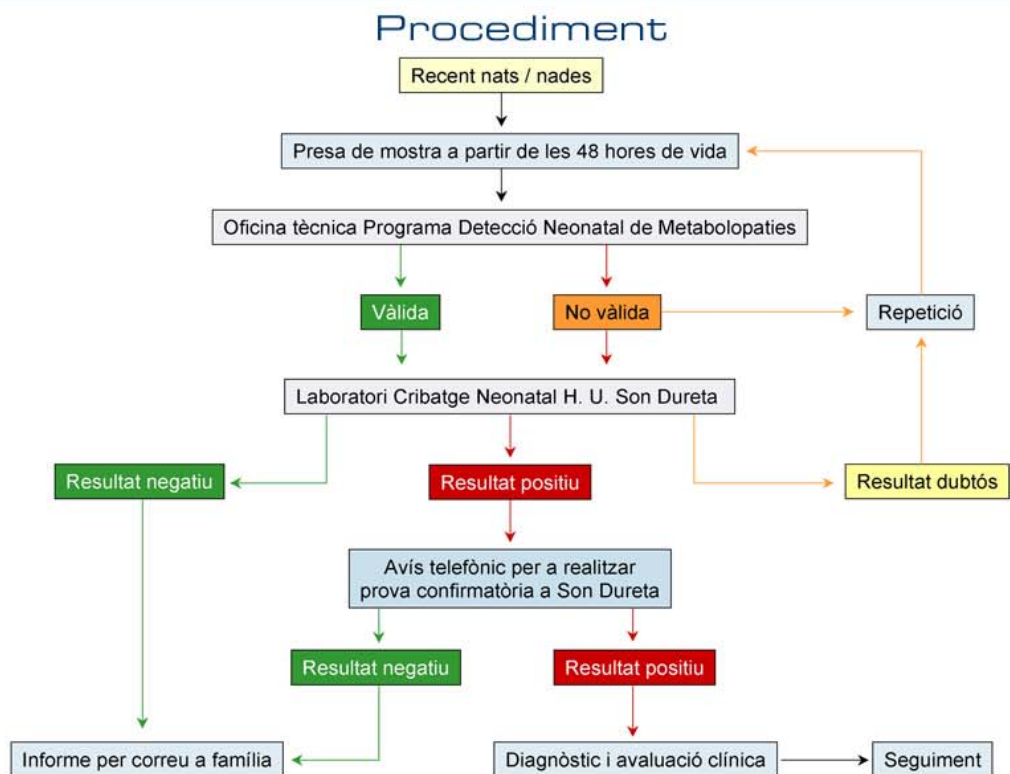 Procediment
Recent nats / nades
Presa de mostra a partir de les 48 hores de vida
Oficina tècnica Programa Detecció Neonatal de Metabolopaties
Vàlida
No vàlida
Repetició
Laboratori Cribatge Neonatal H. U. Son Dureta
Resultat negatiu
Resultat positiu
Resultat dubtós
Avís telefònic per a realitzar
prova confirmatòria a Son Dureta
Resultat negatiu
Resultat positiu
Informe per correu a família
Diagnòstic i avaluació clínica
Seguiment